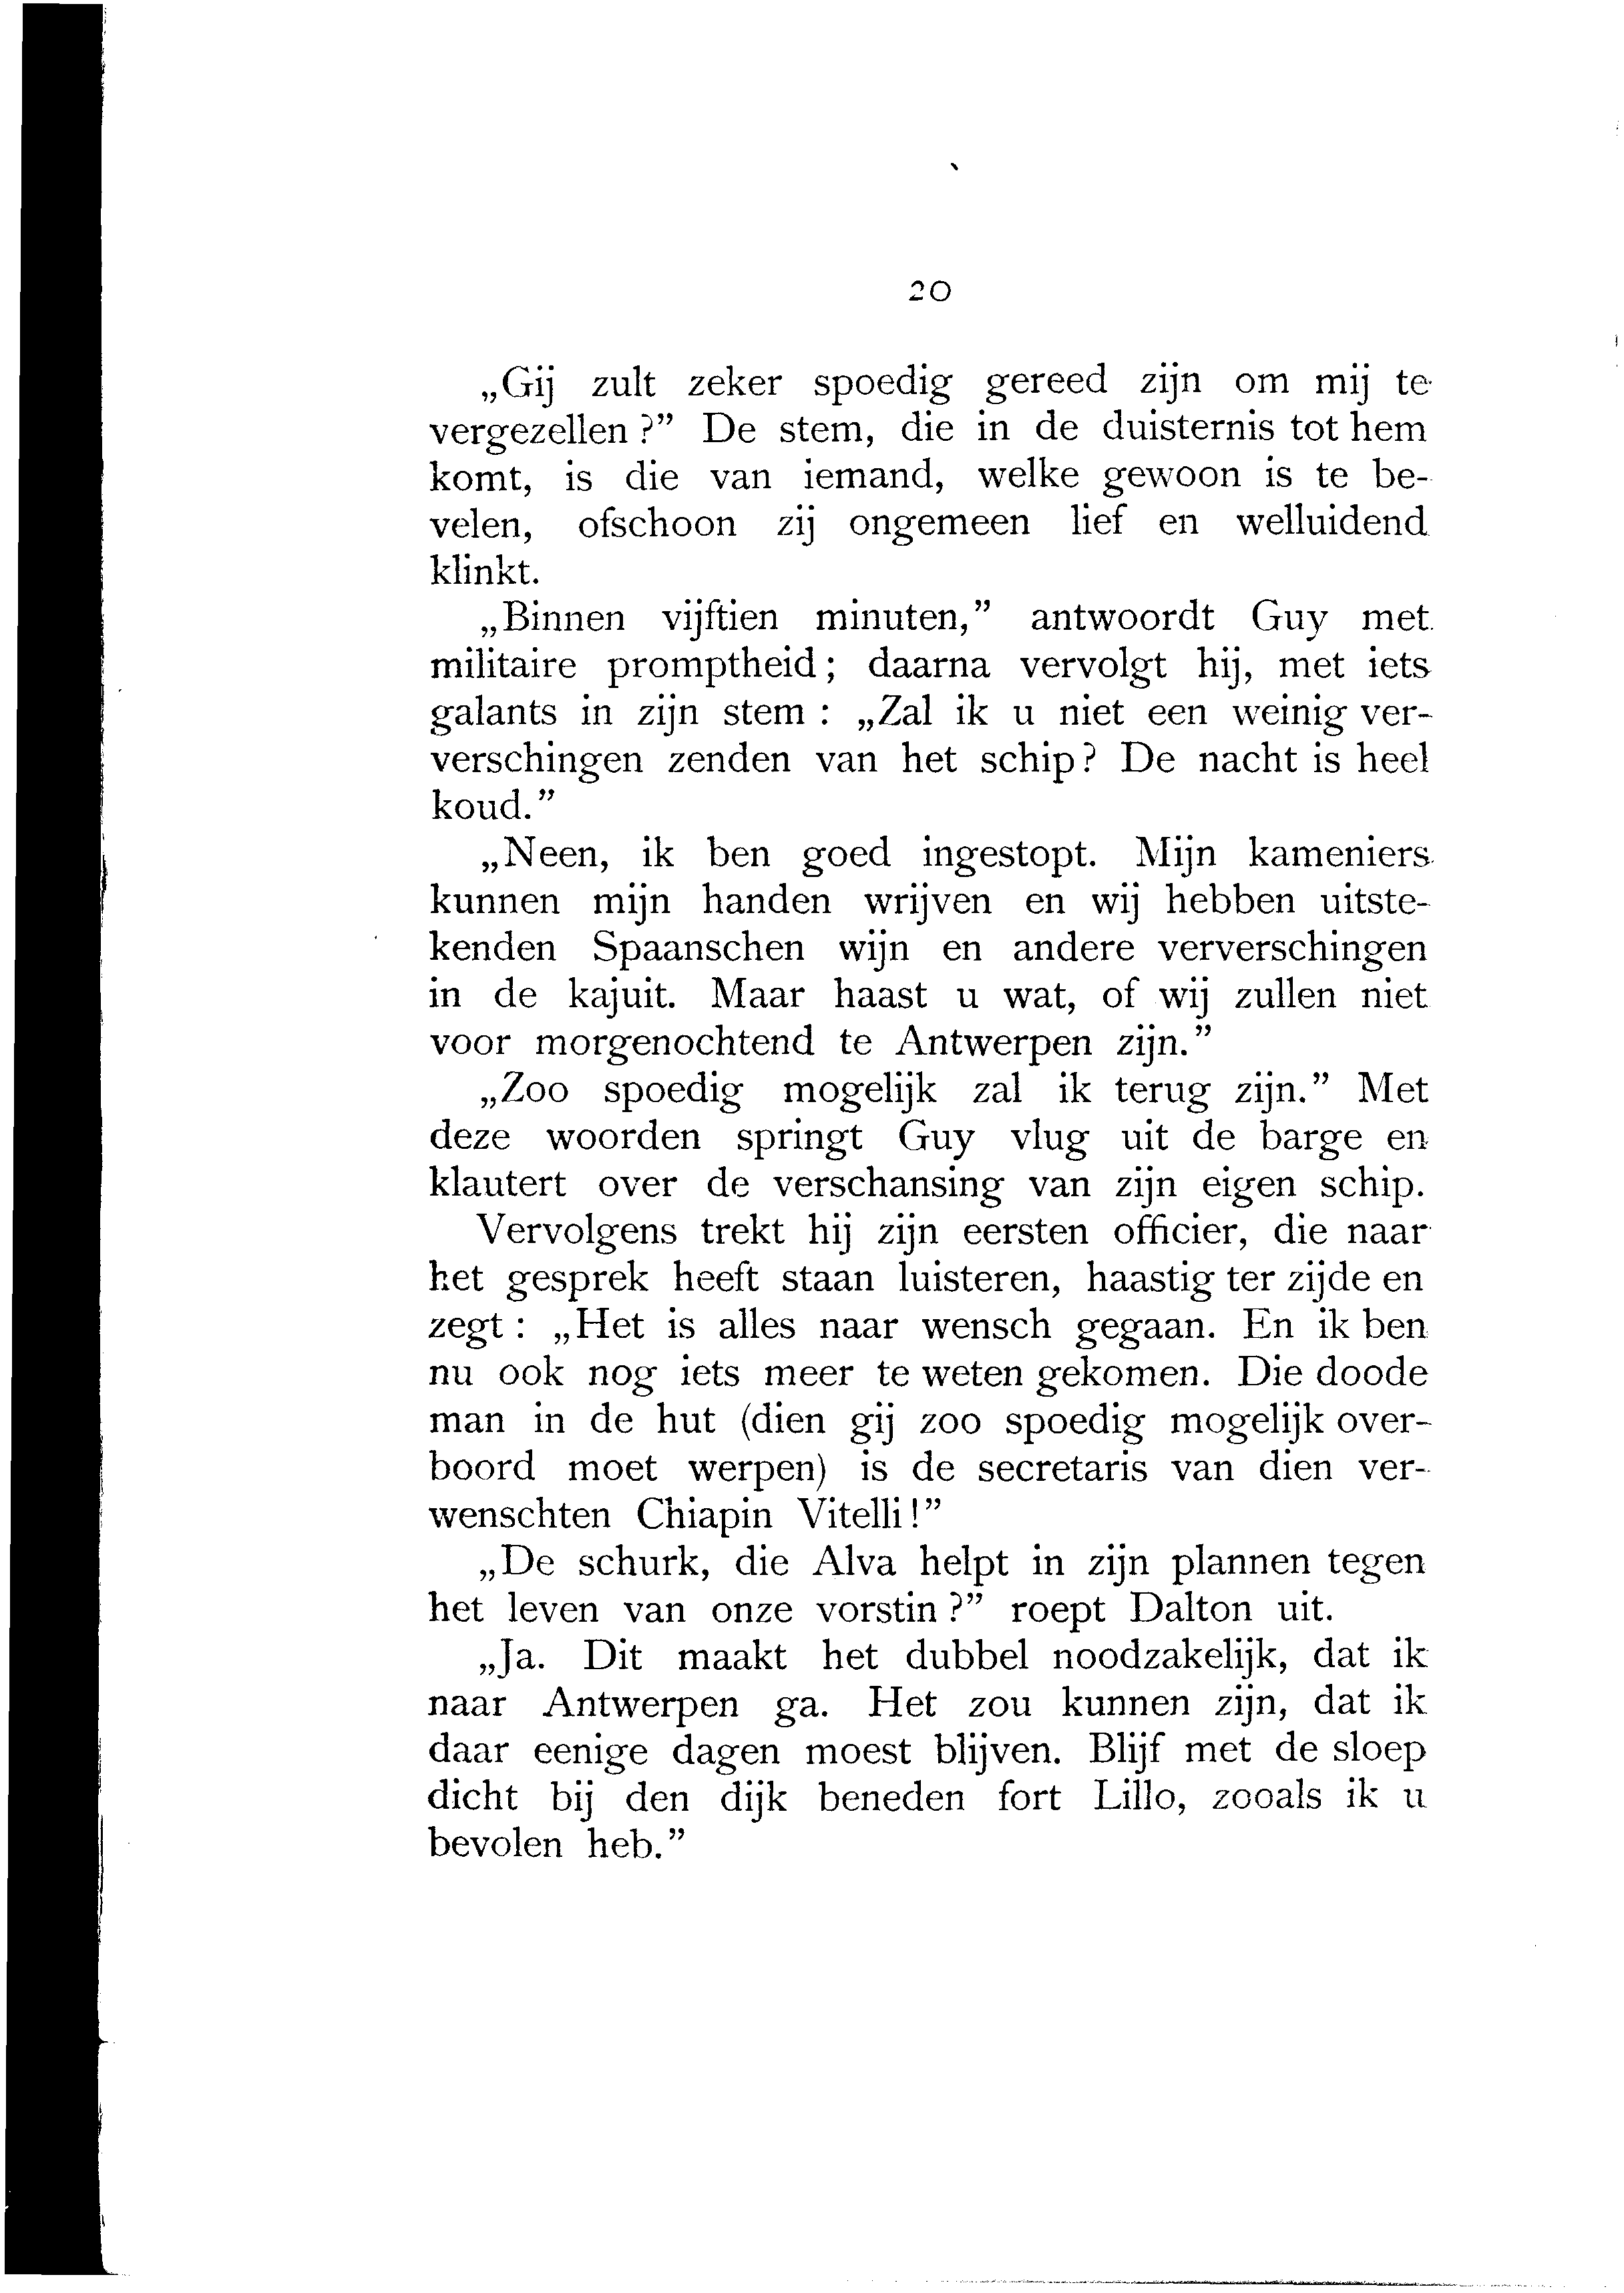 20
„Gij zult zeker spoedig gereed zijn om mij te
vergezellen ?” De stem, die in de duisternis tot hem
komt, is die van iemand, welke gewoon is te be-
velen, ofschoon zij ongemeen lief en welluidend
klinkt.
„Binnen vijftien minuten,” antwoordt Guy met
militaire promptheid; daarna vervolgt hij, met iets
galants in zijn stem : „Zal ik u niet een weinig ver-
verschingen zenden van het schip? De nacht is heel
koud.”
„Neen, ik ben goed ingestopt. Mijn kameniers
kunnen mijn handen wrijven en wij hebben uitste-
kenden Spaanschen wijn en andere ververschingen
in de kajuit. Maar haast u wat, of wij zullen niet
voor morgenochtend te Antwerpen zijn.”
„Zoo spoedig mogelijk zal ik terug zijn.” Met
deze woorden springt Guy vlug uit de barge en
klautert over de verschansing van zijn eigen schip.
Vervolgens trekt hij zijn eersten officier, die naar
het gesprek heeft staan luisteren, haastig ter zijde en
zegt : „Het is alles naar wensch gegaan. En ik ben
nu ook nog iets meer te weten gekomen. Die doode
man in de hut (dien gij zoo spoedig mogelijk over-
boord moet werpen) is de secretaris van dien ver-
wenschten Chiapin Vitelli!”
„De schurk, die Alva helpt in zijn plannen tegen
het leven van onze vorstin ?” roept Dalton uit.
„Ja. Dit maakt het dubbel noodzakelijk, dat ik
naar Antwerpen ga. Het zou kunnen zijn, dat ik
daar eenige dagen moest blijven. Blijf met de sloep
dicht bij den dijk beneden fort Lillo, zooals ik u
bevolen heb.”